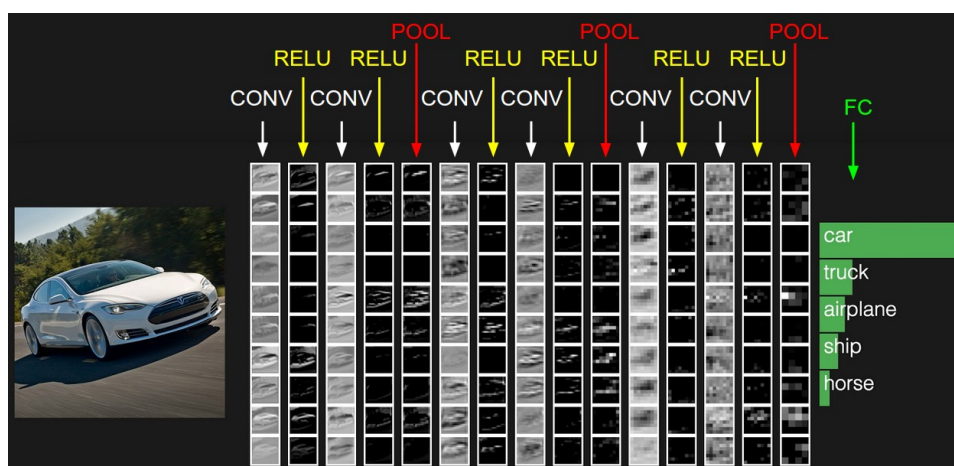 POOL POOL POOL
RELU RELU RELU RELU RELU RELU
CONV CONV CONV CONV CONV CONV
FC
car
truck
airplane
ship
horse